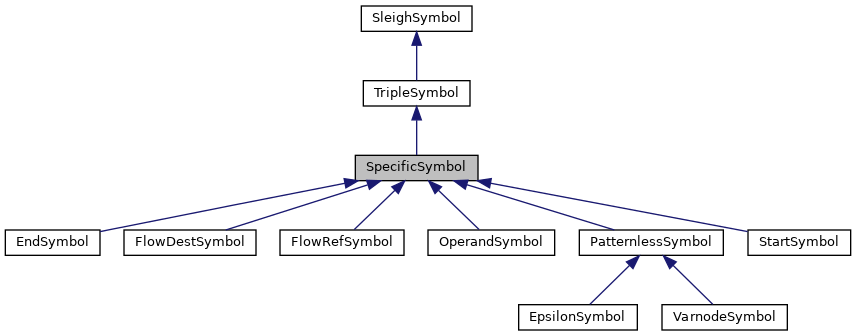 SleighSymbol
TripleSymbol
SpecificSymbol
EndSymbol
FlowDestSymbol
FlowRefSymbol
OperandSymbol
PatternlessSymbol
StartSymbol
EpsilonSymbol
VarnodeSymbol